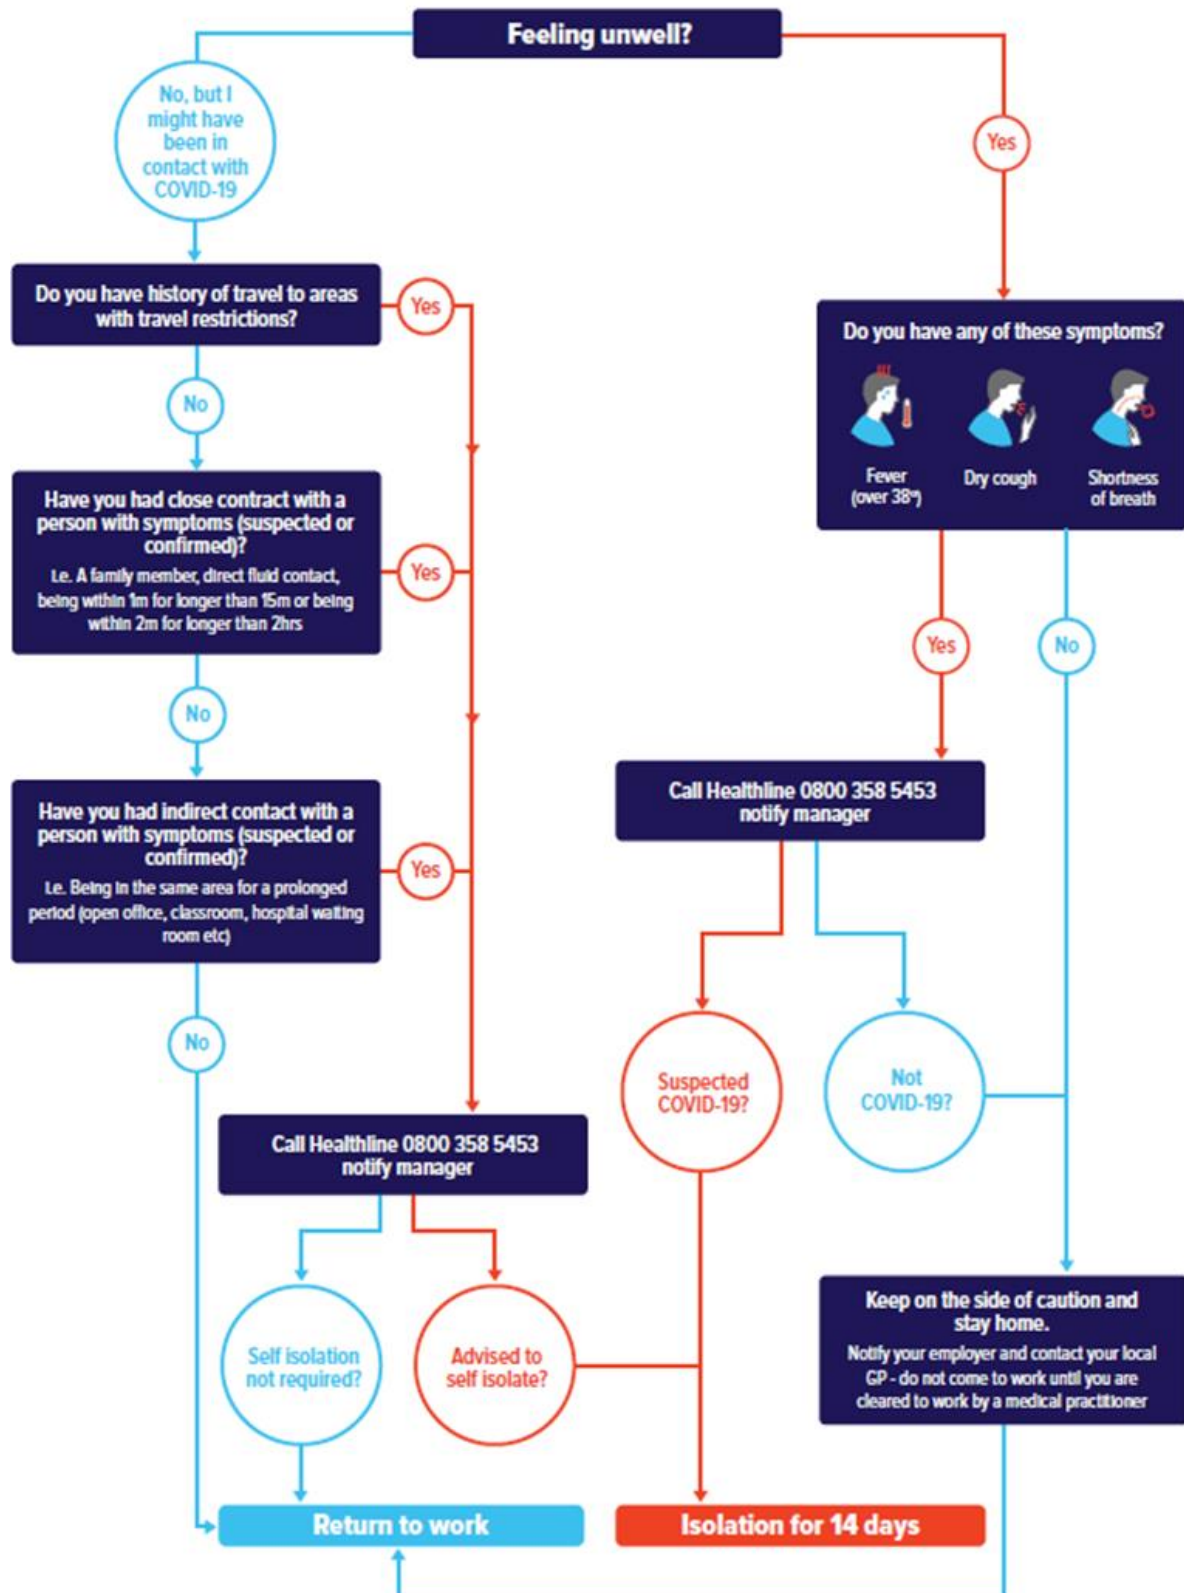 Feeling unwell?
No, but I
might have
been in
contact with
COVID-19
Yes
Do you have history of travel to areas
with travel restrictions?
Yes
Do you have any of these symptoms?
Fever
(over 38°)
Dry cough
Shortness
of breath
No
Have you had close contract with a
person with symptoms (suspected or
confirmed)?
i.e. A family member, direct fluid contact,
being within 1m for longer than 15m or being
within 2m for longer than 2hrs
Yes
Yes
No
No
Call Healthline 0800 358 5453
notify manager
Have you had indirect contact with a
person with symptoms (suspected or
confirmed)?
i.e. Being in the same area for a prolonged
period (open office, classroom, hospital waiting
room etc)
Yes
No
Suspected
COVID-19?
Not
COVID-19?
Call Healthline 0800 358 5453
notify manager
Self isolation
not required?
Advised to
self isolate?
Keep on the side of caution and
stay home.
Notify your employer and contact your local
GP - do not come to work until you are
cleared to work by a medical practitioner
Return to work
Isolation for 14 days